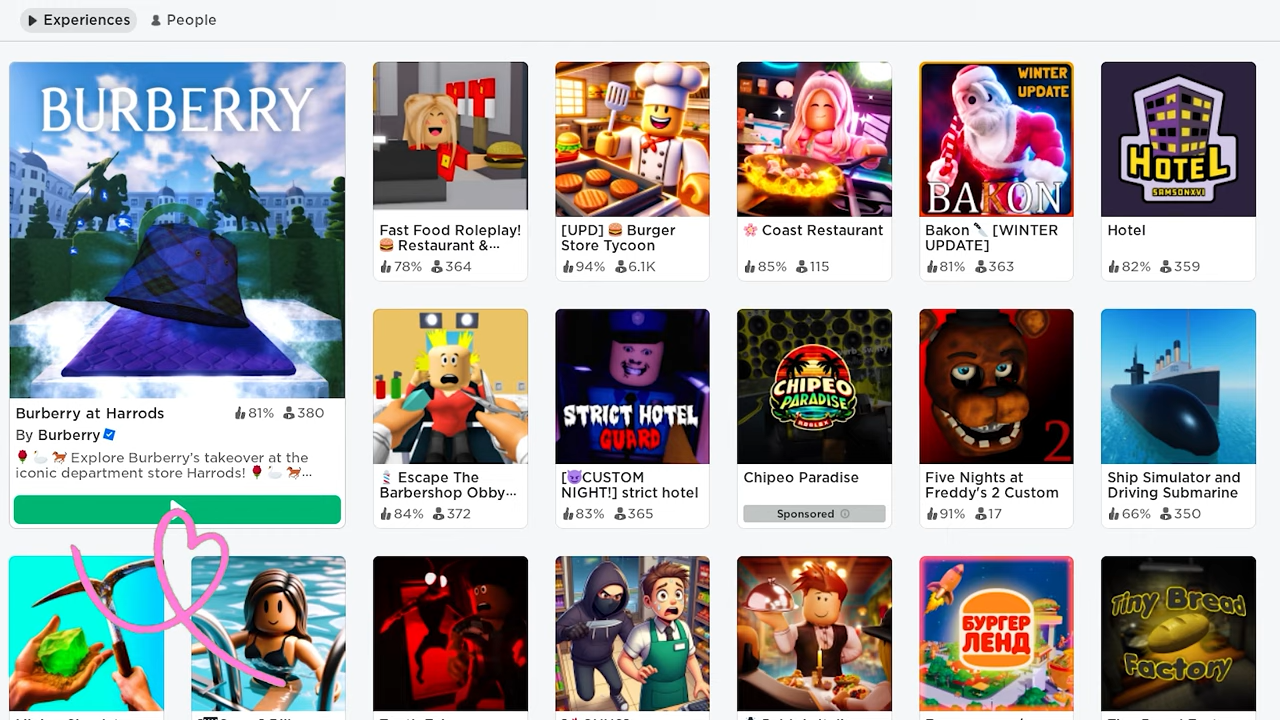 Experiences
People
BURBERRY
Burberry at Harrods
81% 380
By Burberry
Explore Burberry's takeover at the
iconic department store Harrods!
Fast Food Roleplay!
Restaurant &...
78% 364
[UPD] Burger
Store Tycoon
94% 6.1K
Coast Restaurant
85% 115
WINTER
UPDATE
BAKON
Bakon [WINTER
UPDATE]
81% 363
HOTEL
SAMSONXVI
Hotel
82% 359
Escape The
Barbershop Obby...
84% 372
STRICT HOTEL
GUARD
[CUSTOM
NIGHT!] strict hotel
83% 365
CHIPEO
PARADISE
ROBLOX
Chipeo Paradise
Sponsored
2
Five Nights at
Freddy's 2 Custom
91% 17
Ship Simulator and
Driving Submarine
66% 350
БУРГЕР
ЛЕНД
Tiny Bread
Factory